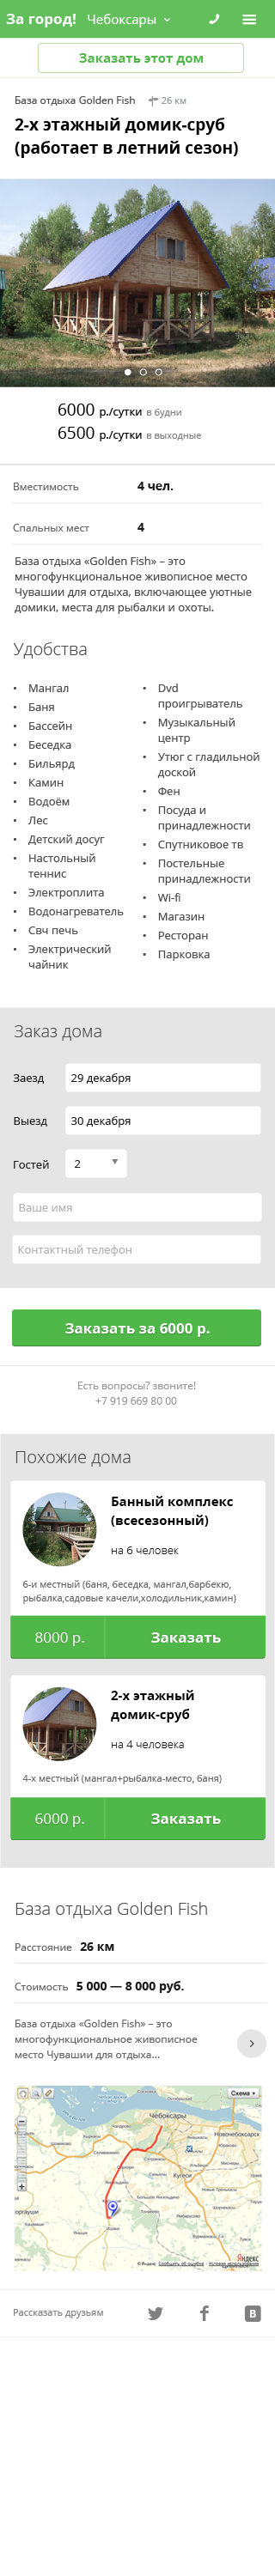 За город! Чебоксары
Заказать этот дом
База отдыха Golden Fish 26 км
2-х этажный домик-сруб
(работает в летний сезон)
6000 р./сутки в будни
6500 р./сутки в выходные
Вместимость 4 чел.
Спальных мест 4
База отдыха «Golden Fish» – это
многофункциональное живописное место
Чувашии для отдыха, включающее уютные
домики, места для рыбалки и охоты.
Удобства
• Мангал
• Баня
• Бассейн
• Беседка
• Бильярд
• Камин
• Водоём
• Лес
• Детский досуг
• Настольный
теннис
• Электроплита
• Водонагреватель
• Свч печь
• Электрический
чайник
• Dvd
проигрыватель
• Музыкальный
центр
• Утюг с гладильной
доской
• Фен
• Посуда и
принадлежности
• Спутниковое тв
• Постельные
принадлежности
• Wi-fi
• Магазин
• Ресторан
• Парковка
Заказ дома
Заезд 29 декабря
Выезд 30 декабря
Гостей 2
Ваше имя
Контактный телефон
Заказать за 6000 р.
Есть вопросы? звоните!
+7 919 669 80 00
Похожие дома
Банный комплекс
(всесезонный)
на 6 человек
6-и местный (баня, беседка, мангал,барбекю,
рыбалка,садовые качели,холодильник,камин)
8000 р. Заказать
2-х этажный
домик-сруб
на 4 человека
4-х местный (мангал+рыбалка-место, баня)
6000 р. Заказать
База отдыха Golden Fish
Расстояние 26 км
Стоимость 5 000 — 8 000 руб.
База отдыха «Golden Fish» – это
многофункциональное живописное
место Чувашии для отдыха...
Схема
Чебоксары
Новочебоксарск
Кугеси
Яндекс
Рассказать друзьям